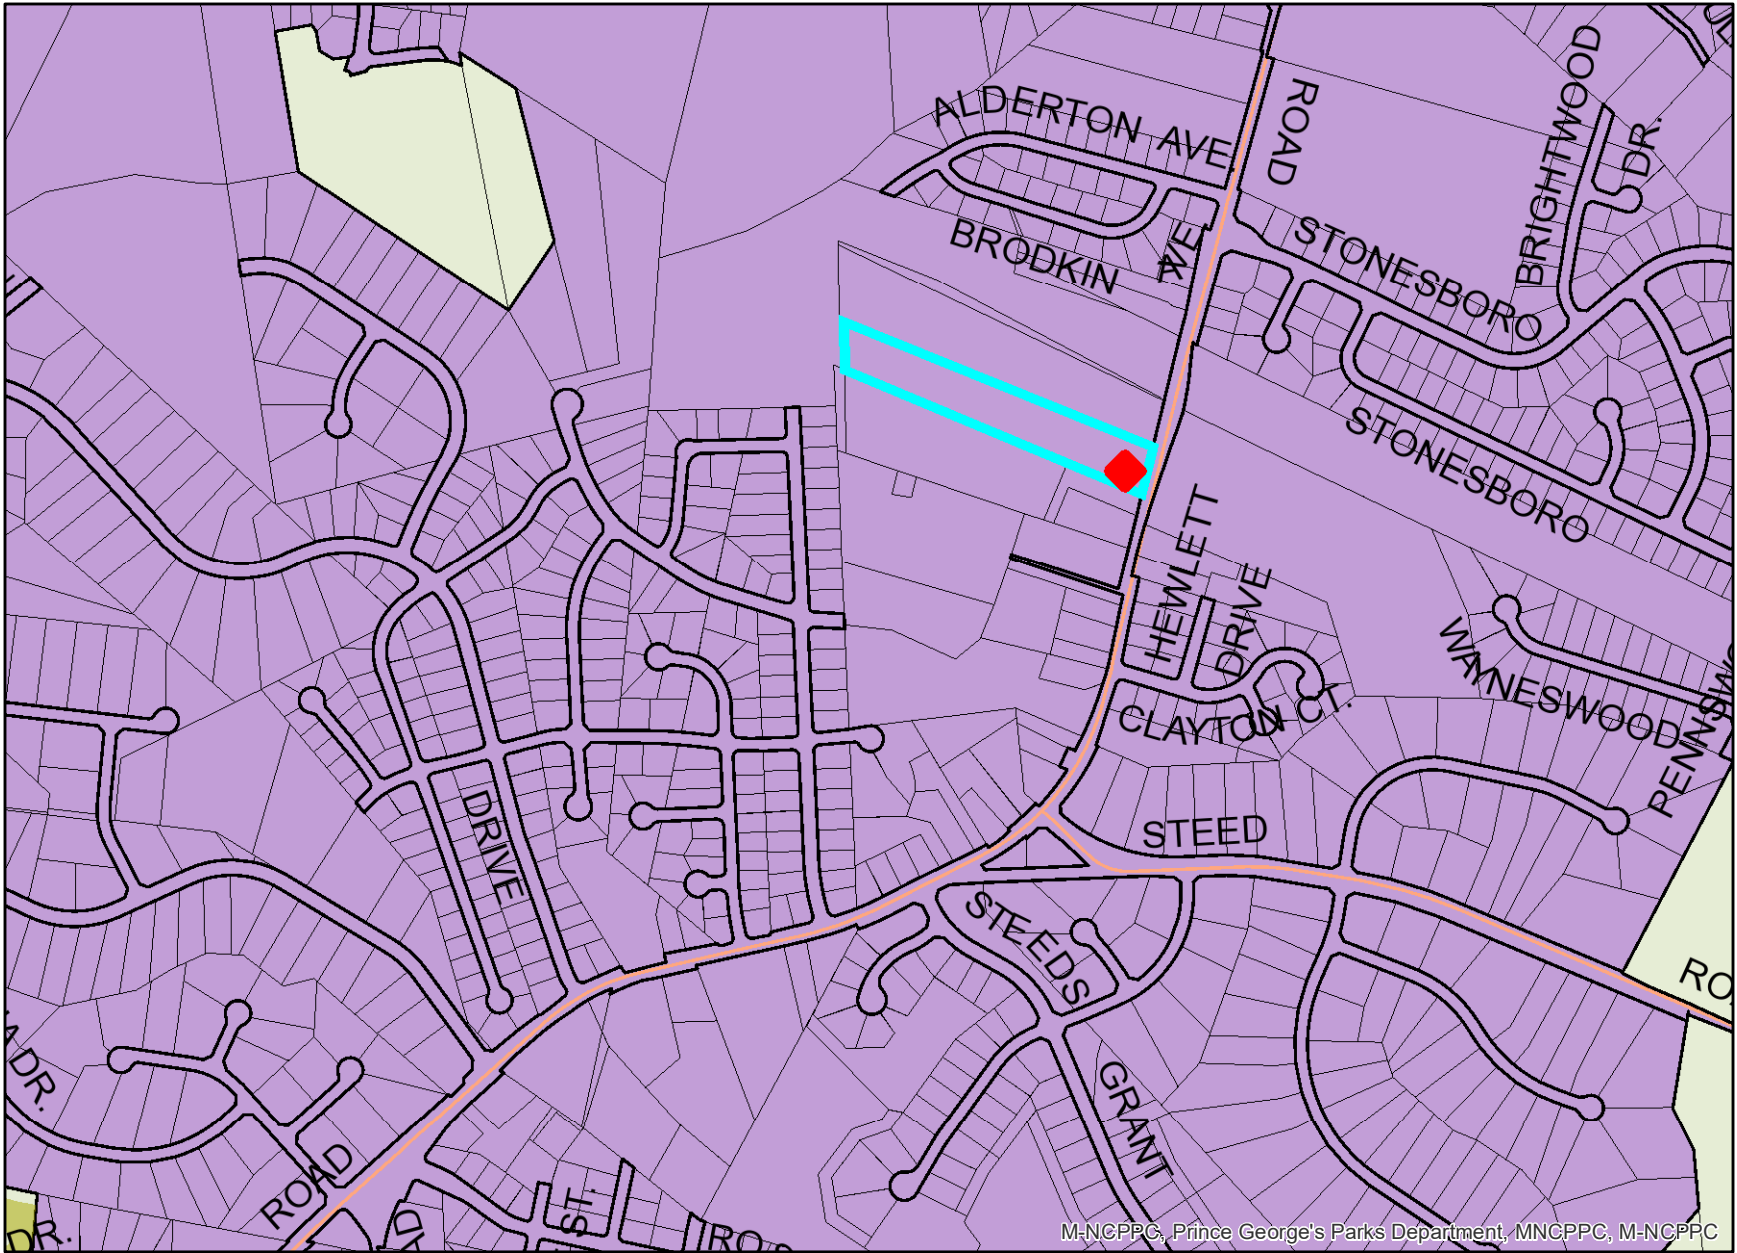 ROAD
BRIGHTWOOD
DR.
ALDERTON AVE.
BRODKIN
AVE.
STONESBORO
STONESBORO
HEWLETT
DRIVE
CLAYTON CT.
WAYNESWOOD
STEED
DRIVE
STEEDS
GRANT
DR.
ROAD
ST.
DR.
M-NCPPC, Prince George's Parks Department, MNCPPC, M-NCPPC